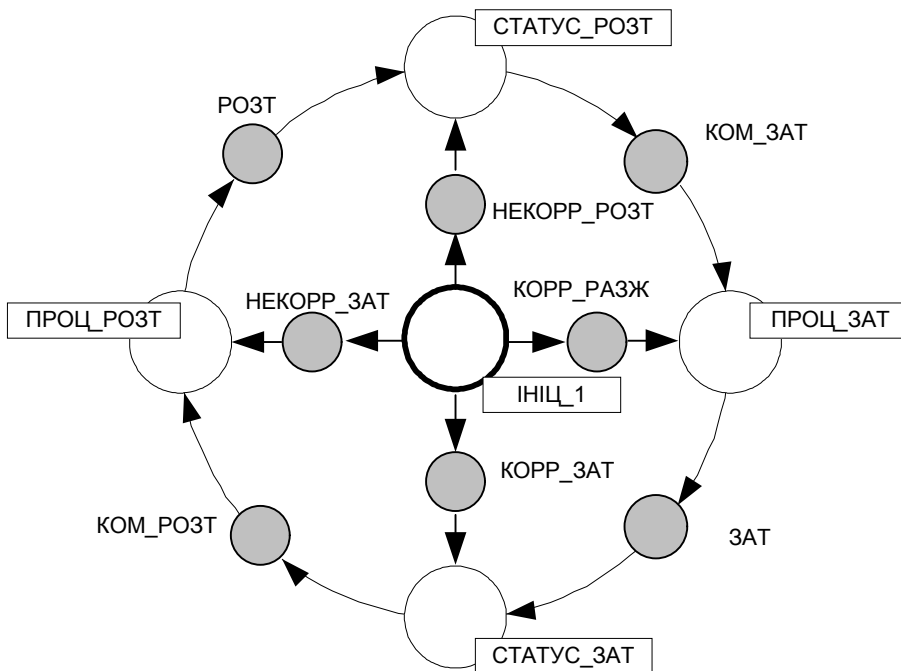 СТАТУС_РОЗТ
РОЗТ
КОМ_ЗАТ
НЕКОРР_РОЗТ
НЕКОРР_ЗАТ
КОРР_РАЗЖ
ПРОЦ_РОЗТ
ПРОЦ_ЗАТ
ІНІЦ_1
КОРР_ЗАТ
КОМ_РОЗТ
ЗАТ
СТАТУС_ЗАТ